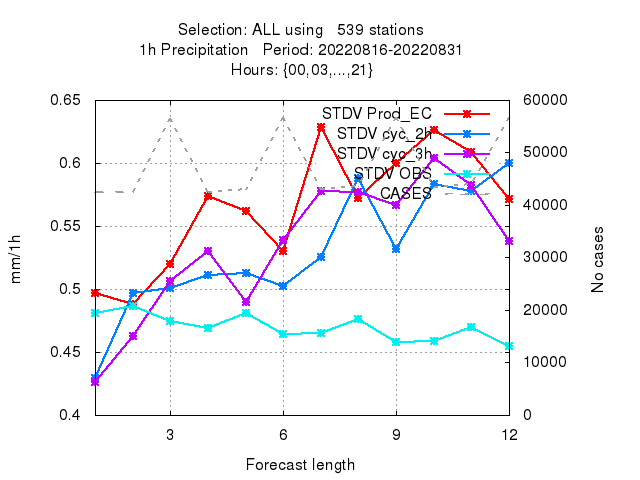 Selection: ALL using   539 stations
1h Precipitation   Period: 20220816-20220831
Hours: {00,03,...,21}
STDV Prod_EC
STDV cyc_2h
STDV cyc_3h
STDV OBS
CASES
0.65
0.6
0.55
0.5
0.45
0.4
mm/1h
60000
50000
40000
30000
20000
10000
0
No cases
3 6 9 12
Forecast length